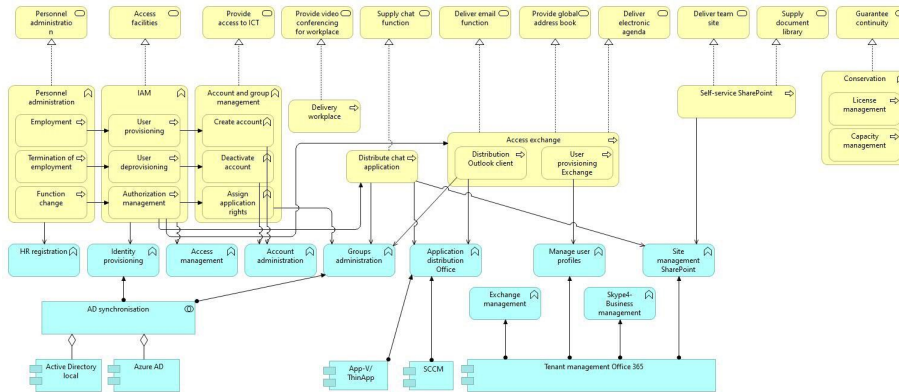 Personnel
administratio
n
Access
facilities
Provide
access to ICT
Provide video
conferencing
for workplace
Supply chat
function
Deliver email
function
Provide global
address book
Deliver
electronic
agenda
Deliver team
site
Supply
document
library
Guarantee
continuity
Personnel
administration
Employment
Termination of
employment
Function
change
IAM
User
provisioning
User
deprovisioning
Authorization
management
Account and group
management
Create account
Deactivate
account
Assign
application
rights
Delivery
workplace
Distribute chat
application
Access exchange
Distribution
Outlook client
User
provisioning
Exchange
Self-service SharePoint
Conservation
License
management
Capacity
management
HR registration
Identity
provisioning
Access
management
Account
administration
Groups
administration
Application
distribution
Office
Manage user
profiles
Site
management
SharePoint
Exchange
management
Skype4-
Business
management
AD synchronisation
Active Directory
local
Azure AD
App-V/
ThinApp
SCCM
Tenant management Office 365